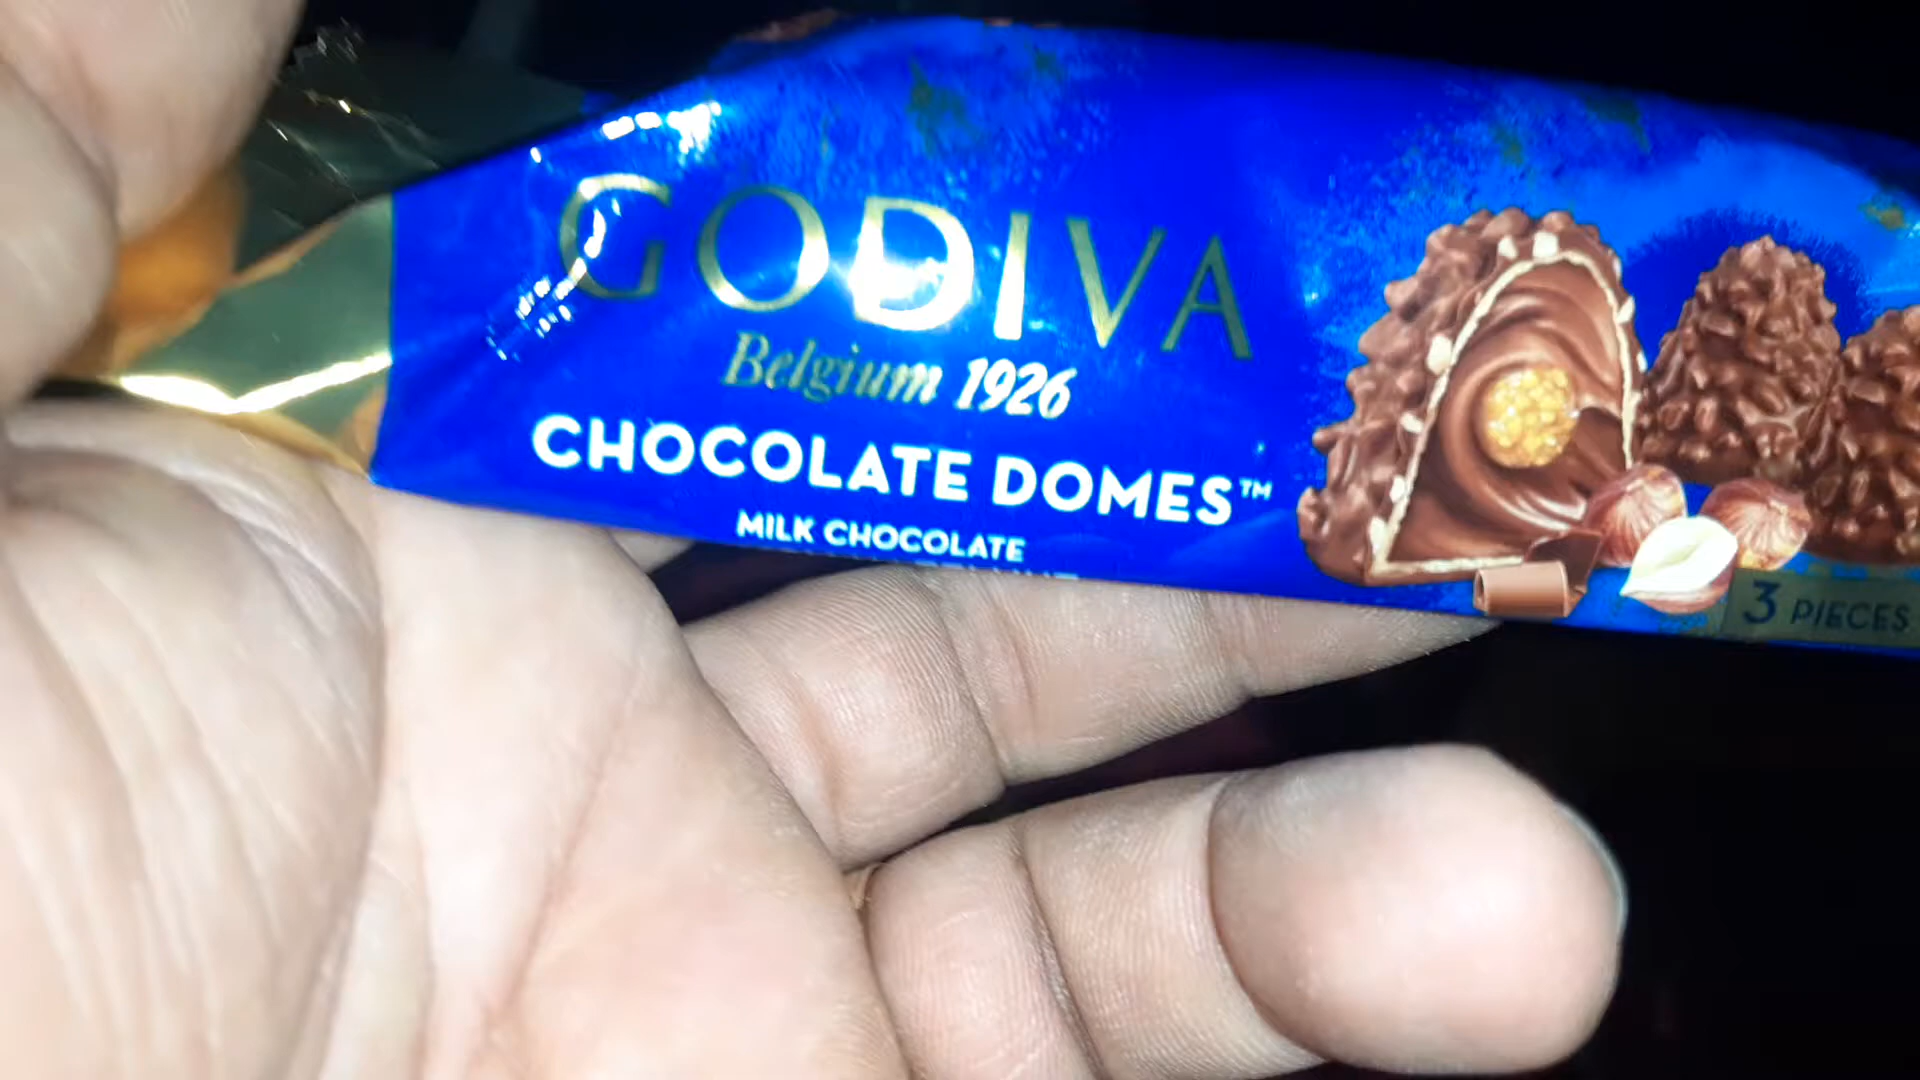 GODIVA
Belgium 1926
CHOCOLATE DOMES™
MILK CHOCOLATE
3 PIECES